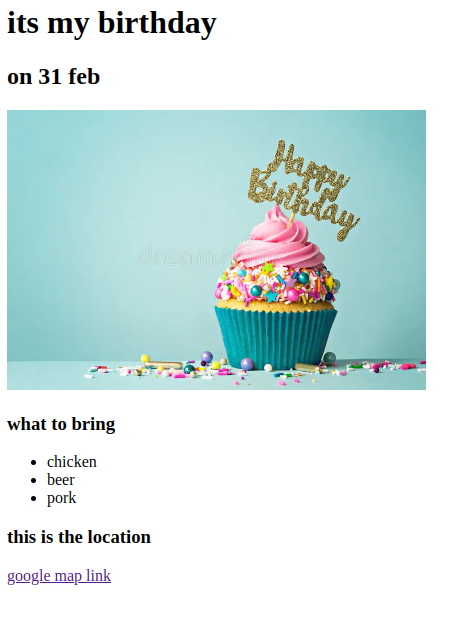 its my birthday
on 31 feb
Happy
Birthday
what to bring
chicken
beer
pork
this is the location
google map link